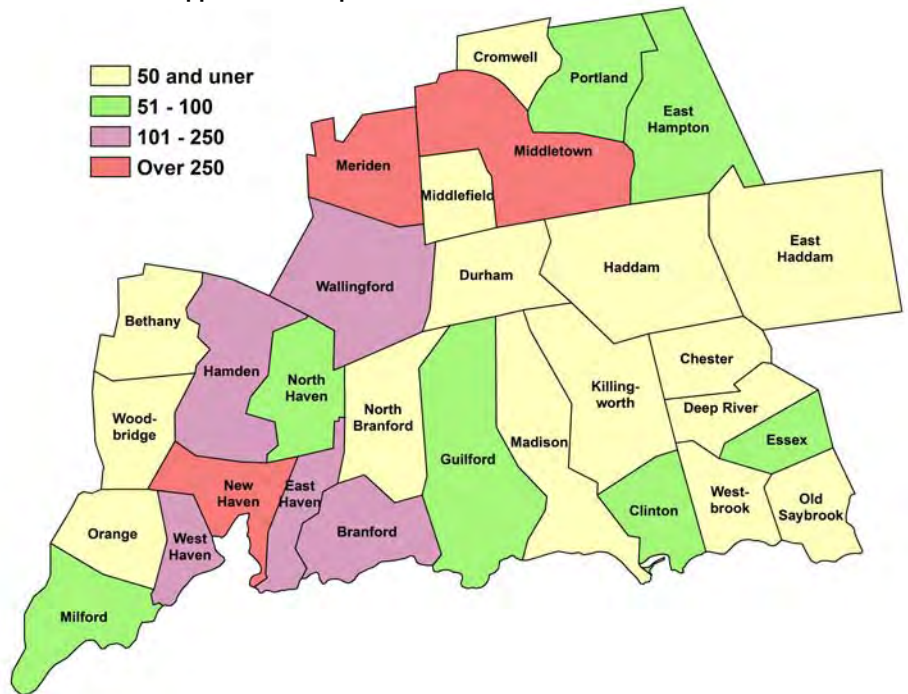 50 and uner
51 - 100
101 - 250
Over 250
Cromwell
Portland
East
Hampton
Meriden
Middletown
Middlefield
East
Haddam
Haddam
Durham
Wallingford
Bethany
Hamden
North
Haven
Wood-
bridge
North
Branford
Guilford
Madison
Killing-
worth
Chester
Deep River
Essex
Clinton
West-
brook
Old
Saybrook
New
Haven
East
Haven
Branford
Orange
West
Haven
Milford